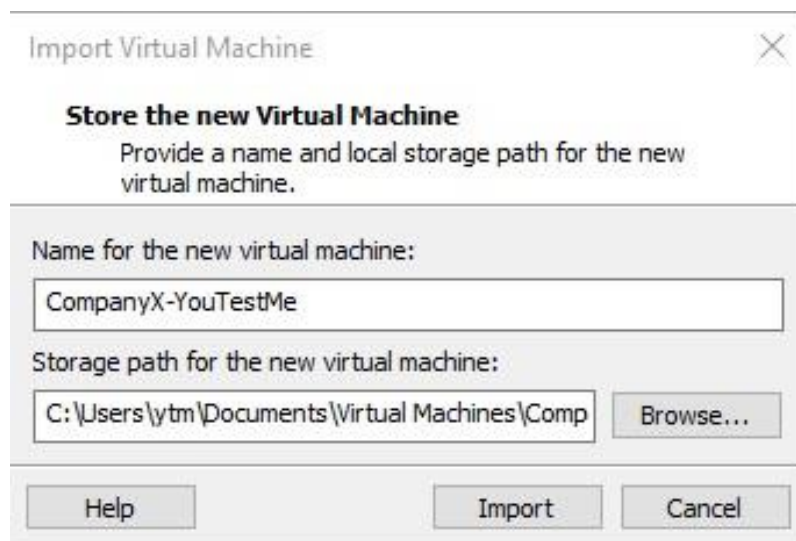 Import Virtual Machine
Store the new Virtual Machine
Provide a name and local storage path for the new
virtual machine.
Name for the new virtual machine:
CompanyX-YouTestMe
Storage path for the new virtual machine:
C:\Users\ytm\Documents\Virtual Machines\Comp
Browse...
Help
Import
Cancel